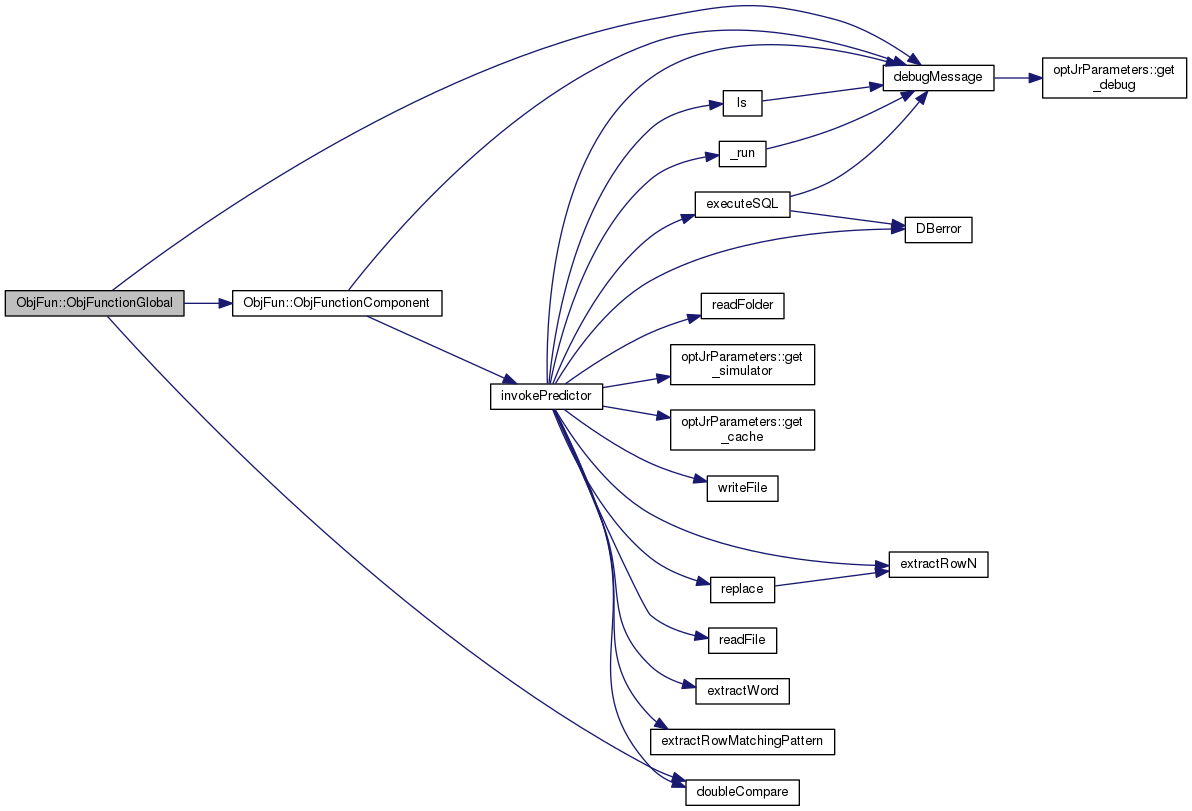 debugMessage
optJrParameters::get
_debug
ls
_run
executeSQL
DBerror
ObjFun::ObjFunctionGlobal
ObjFun::ObjFunctionComponent
readFolder
optJrParameters::get
_simulator
invokePredictor
optJrParameters::get
_cache
writeFile
extractRowN
replace
readFile
extractWord
extractRowMatchingPattern
doubleCompare